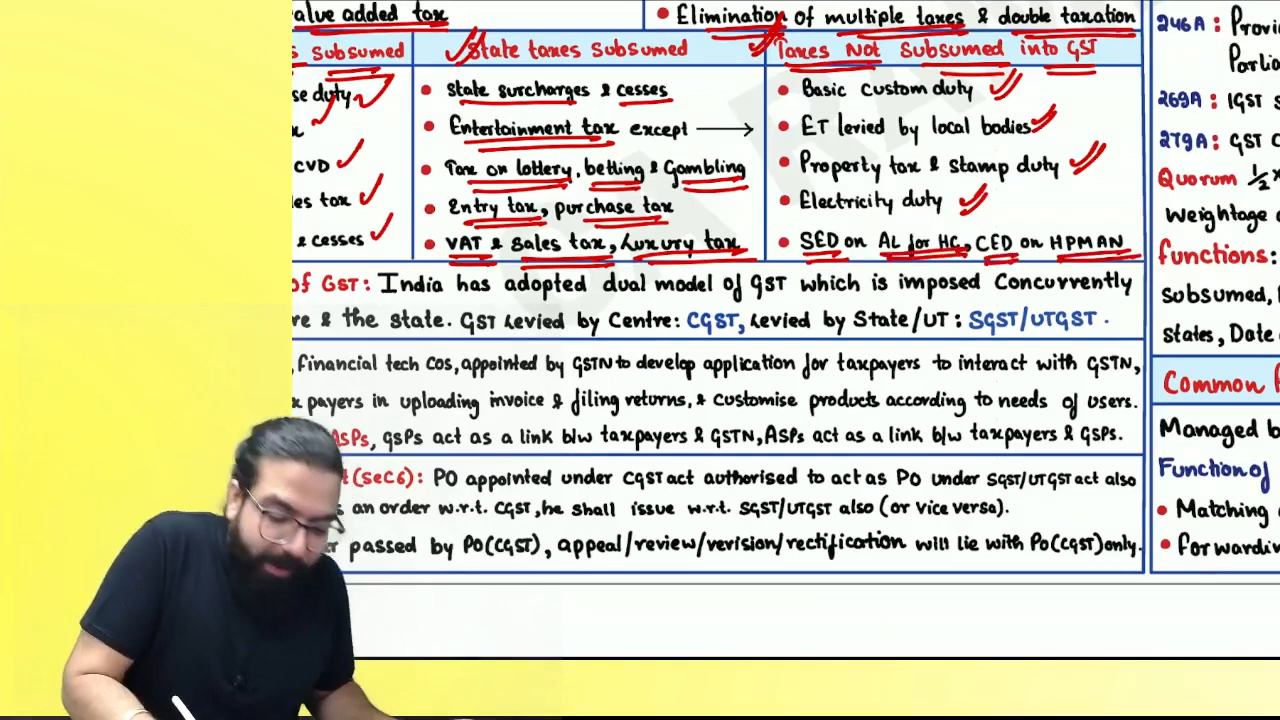 alue added tax
• Elimination of multiple taxes & double taxation
s subsumed
State taxes Subsumed
Taxes Not Subsumed into GST
se duty
• State surcharges & cesses
• Basic Custom duty
• Entertainment tax except →
• ET levied by local bodies
CVD
• Tax on lottery, betting & Gambling
• Property tax & stamp duty
es tax
• Entry tax, purchase tax
• Electricity duty
& cesses
• VAT & Sales tax, Luxury tax
• SED on AL for HC, CED on HPMAN
of GST: India has adopted dual model of GST which is imposed Concurrently
re & the state. GST Levied by Centre: CGST, Levied by State/UT: SGST/UTGST.
, Financial tech cos, appointed by GSTN to develop application for taxpayers to interact with GSTN,
x payers in uploading invoice & filing returns, & customise products according to needs of users.
ASPs, GSPs act as a link b/w taxpayers & GSTN, ASPs act as a link b/w taxpayers & GSPs.
t (sec 6): PO appointed under CGST act authorised to act as PO under SGST/UTGST act also
s an order w.r.t. CGST, he shall issue w.r.t. SGST/UTGST also (or vice versa).
er passed by PO(CGST), appeal/review/verision/rectification will lie with PO(CGST) only.
246A: Provi
Parlia
269A: IGST
279A: GST C
Quorum 1/2 x
Weightage
functions:
subsumed,
states, Date
Common
Managed b
Function of
• Matching
• forwardin